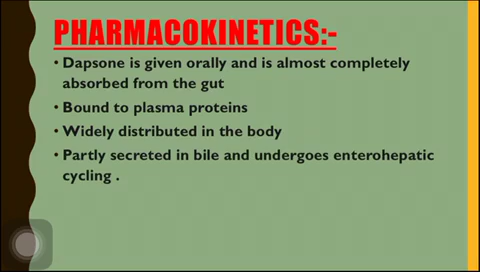 PHARMACOKINETICS:-
• Dapsone is given orally and is almost completely
absorbed from the gut
• Bound to plasma proteins
• Widely distributed in the body
• Partly secreted in bile and undergoes enterohepatic
cycling .